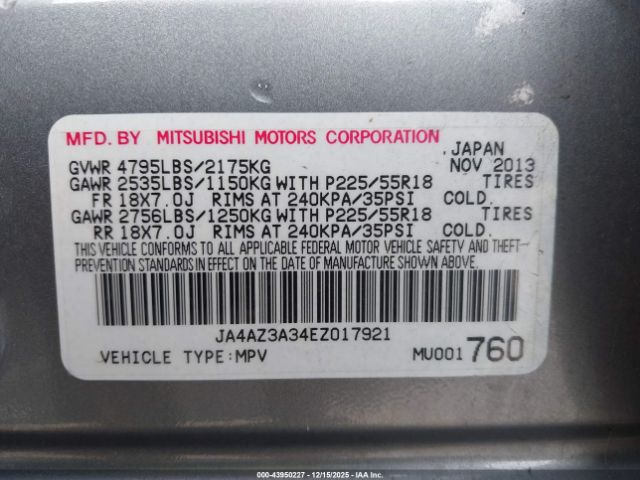 MFD. BY MITSUBISHI MOTORS CORPORATION
JAPAN
GVWR 4795LBS/2175KG NOV 2013
GAWR 2535LBS/1150KG WITH P225/55R18 TIRES
FR 18X7.0J RIMS AT 240KPA/35PSI COLD.
GAWR 2756LBS/1250KG WITH P225/55R18 TIRES
RR 18X7.0J RIMS AT 240KPA/35PSI COLD.
THIS VEHICLE CONFORMS TO ALL APPLICABLE FEDERAL MOTOR VEHICLE SAFETY AND THEFT-
PREVENTION STANDARDS IN EFFECT ON THE DATE OF MANUFACTURE SHOWN ABOVE.
JA4AZ3A34EZ017921
VEHICLE TYPE:MPV MU001 760
000-43950227 - 12/15/2025 - IAA Inc.